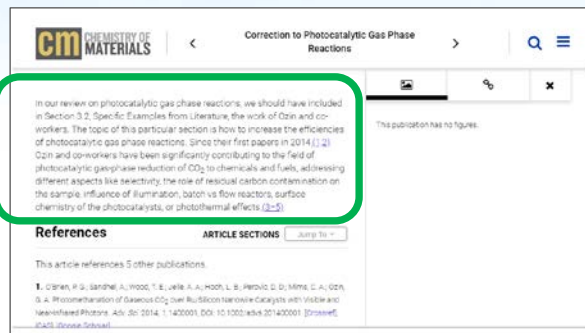 cm CHEMISTRY OF
MATERIALS
Correction to Photocatalytic Gas Phase
Reactions
In our review on photocatalytic gas phase reactions, we should have included
in Section 3.2, Specific Examples from Literature, the work of Ozin and co-
workers. The topic of this particular section is how to increase the efficiencies
of photocatalytic gas phase reactions. Since their first papers in 2014,(1,2)
Ozin and co-workers have been significantly contributing to the field of
photocatalytic gas-phase reduction of CO₂ to chemicals and fuels, addressing
different aspects like selectivity, the role of residual carbon contamination on
the sample, influence of illumination, batch vs flow reactors, surface
chemistry of the photocatalysts, or photothermal effects.(3−5)
This publication has no figures.
References
ARTICLE SECTIONS
Jump To
This article references 5 other publications.
1. O'Brien, P. G.; Sandhel, A.; Wood, T. E.; Jelle, A. A.; Hoch, L. B.; Perovic, D. D.; Mims, C. A.; Ozin,
G. A. Photomethanation of Gaseous CO₂ over Ru/Silicon Nanowire Catalysts with Visible and
Near-Infrared Photons. Adv. Sci. 2014, 1, 1400001, DOI: 10.1002/advs.201400001 [Crossref],
[CAS], [Google Scholar]